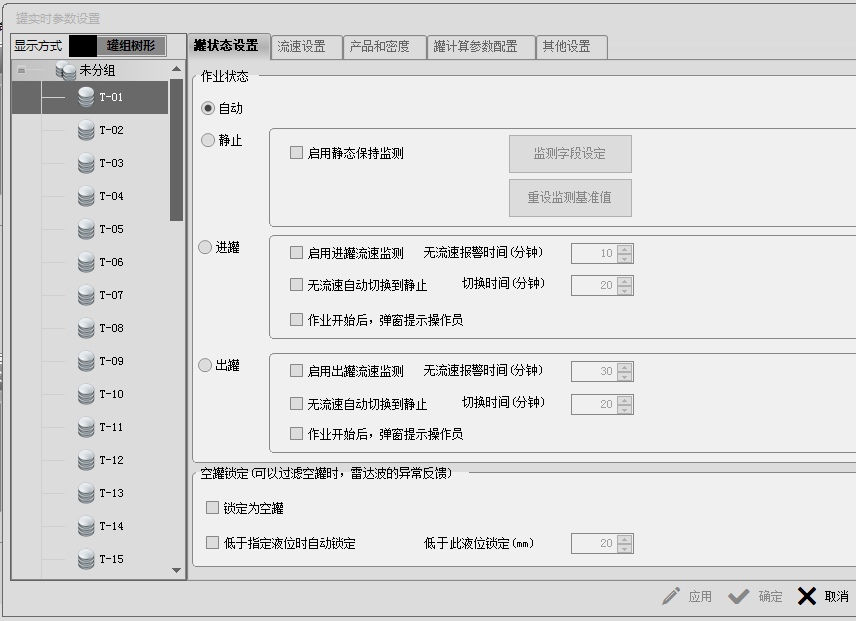 罐实时参数设置
显示方式 罐组树形
未分组
T-01
T-02
T-03
T-04
T-05
T-06
T-07
T-08
T-09
T-10
T-11
T-12
T-13
T-14
T-15
罐状态设置 流速设置 产品和密度 罐计算参数配置 其他设置
作业状态
自动
静止
启用静态保持监测 监测字段设定
重设监测基准值
进罐
启用进罐流速监测 无流速报警时间(分钟) 10
无流速自动切换到静止 切换时间(分钟) 20
作业开始后，弹窗提示操作员
出罐
启用出罐流速监测 无流速报警时间(分钟) 30
无流速自动切换到静止 切换时间(分钟) 20
作业开始后，弹窗提示操作员
空罐锁定(可以过滤空罐时，雷达波的异常反馈)
锁定为空罐
低于指定液位时自动锁定 低于此液位锁定(mm) 20
应用 确定 取消